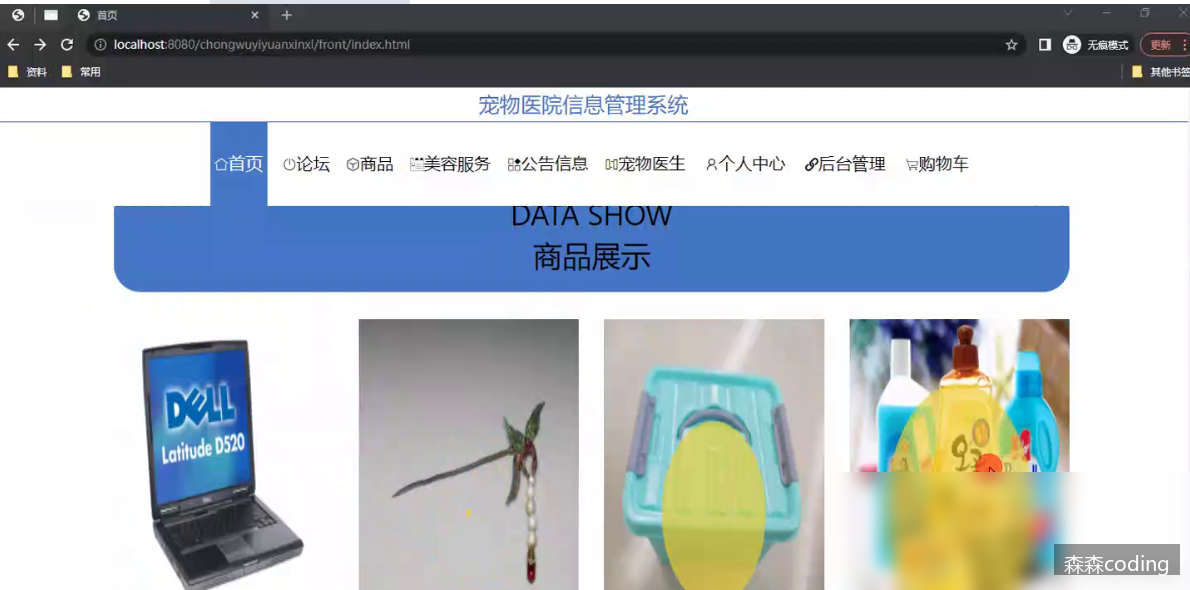 首页
localhost:8080/chongwuyiyuanxinxi/front/index.html
无痕模式
更新
资料
常用
其他书签
宠物医院信息管理系统
首页
论坛
商品
美容服务
公告信息
宠物医生
个人中心
后台管理
购物车
DATA SHOW
商品展示
DELL
Latitude D520
森森coding